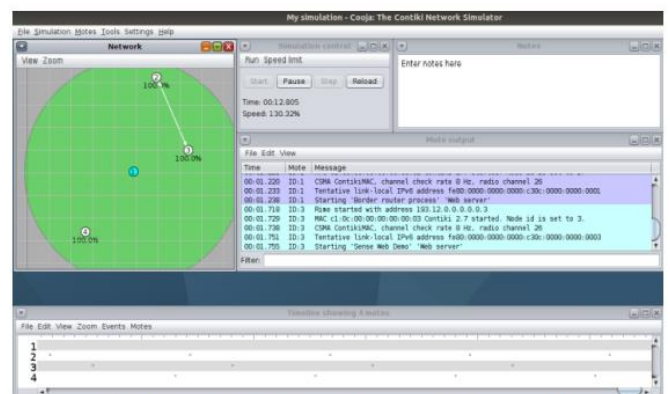 My simulation - Cooja: The Contiki Network Simulator
File Simulation Motes Tools Settings Help
Network
View Zoom
2
100.0%
3
100.0%
4
100.0%
Simulation control
Run Speed limit
Start Pause Step Reload
Time: 00:12.805
Speed: 130.32%
Notes
Enter notes here
Mote output
File Edit View
Time Mote Message
00:01.220 ID:1 CSMA ContikiMAC, channel check rate 8 Hz, radio channel 26
00:01.233 ID:1 Tentative link-local IPv6 address fe80:0000:0000:0000:c30c:0000:0000:0001
00:01.238 ID:1 Starting 'Border router process' 'Web server'
00:01.718 ID:3 Rime started with address 193.12.0.0.0.0.0.3
00:01.729 ID:3 MAC c1:0c:00:00:00:00:00:03 Contiki 2.7 started. Node id is set to 3.
00:01.738 ID:3 CSMA ContikiMAC, channel check rate 8 Hz, radio channel 26
00:01.751 ID:3 Tentative link-local IPv6 address fe80:0000:0000:0000:c30c:0000:0000:0003
00:01.755 ID:3 Starting 'Sense Web Demo' 'Web server'
Filter:
Timeline showing 4 motes
File Edit View Zoom Events Motes
1
2
3
4